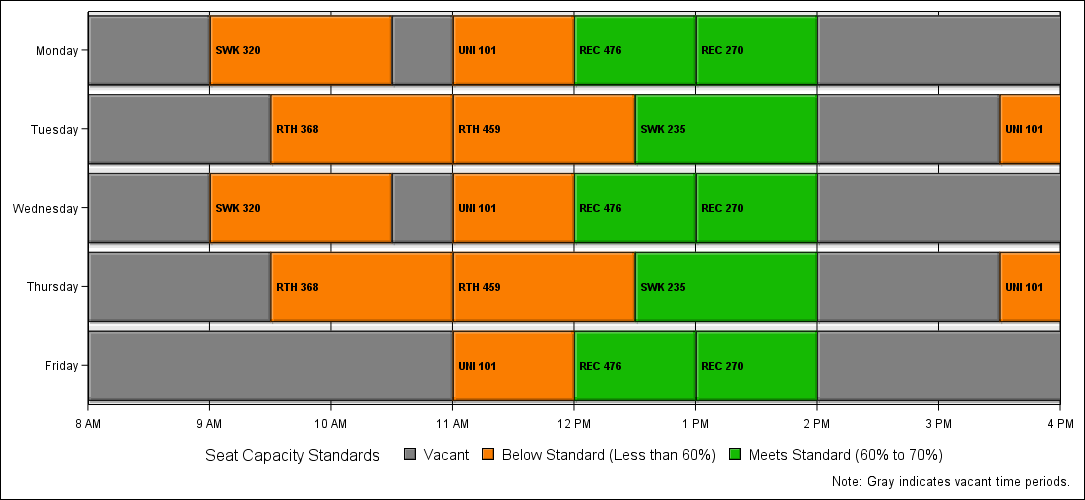 Monday
SWK 320
UNI 101
REC 476
REC 270
Tuesday
RTH 368
RTH 459
SWK 235
UNI 101
Wednesday
SWK 320
UNI 101
REC 476
REC 270
Thursday
RTH 368
RTH 459
SWK 235
UNI 101
Friday
UNI 101
REC 476
REC 270
8 AM 9 AM 10 AM 11 AM 12 PM 1 PM 2 PM 3 PM 4 PM
Seat Capacity Standards Vacant Below Standard (Less than 60%) Meets Standard (60% to 70%)
Note: Gray indicates vacant time periods.